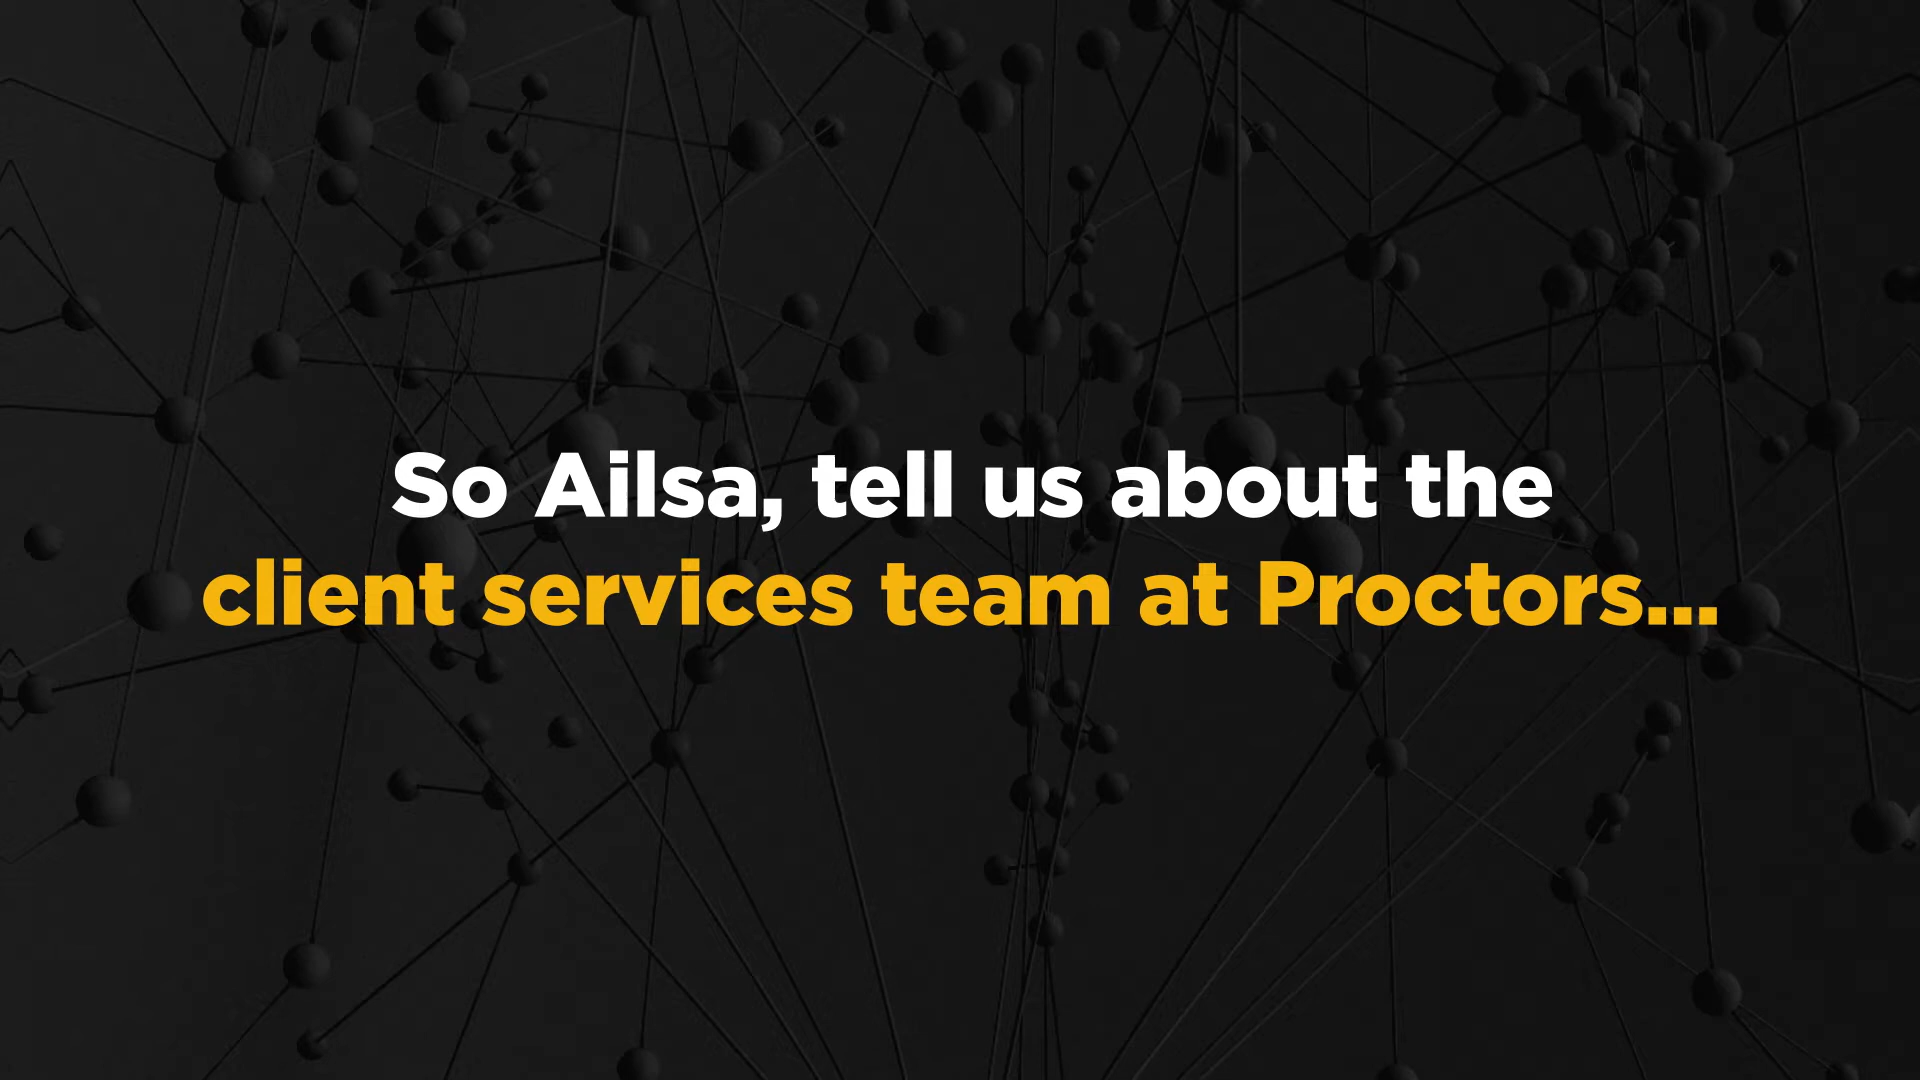 So Ailsa, tell us about the
client services team at Proctors...